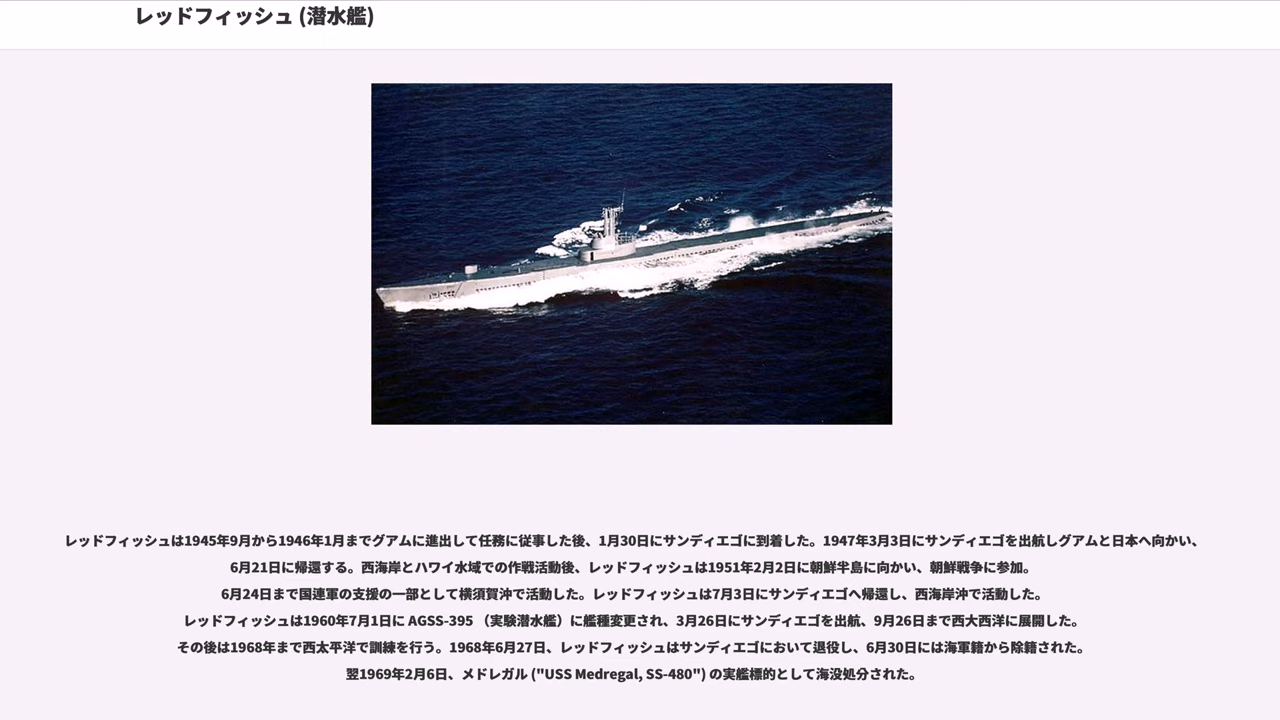 レッドフィッシュ (潜水艦)
レッドフィッシュは1945年9月から1946年1月までグアムに進出して任務に従事した後、1月30日にサンディエゴに到着した。1947年3月3日にサンディエゴを出航しグアムと日本へ向かい、
6月21日に帰還する。西海岸とハワイ水域での作戦活動後、レッドフィッシュは1951年2月2日に朝鮮半島に向かい、朝鮮戦争に参加。
6月24日まで国連軍の支援の一部として横須賀沖で活動した。レッドフィッシュは7月3日にサンディエゴへ帰還し、西海岸沖で活動した。
レッドフィッシュは1960年7月1日に AGSS-395 （実験潜水艦）に艦種変更され、3月26日にサンディエゴを出航、9月26日まで西大西洋に展開した。
その後は1968年まで西太平洋で訓練を行う。1968年6月27日、レッドフィッシュはサンディエゴにおいて退役し、6月30日には海軍籍から除籍された。
翌1969年2月6日、メドレガル ("USS Medregal, SS-480") の実艦標的として海没処分された。